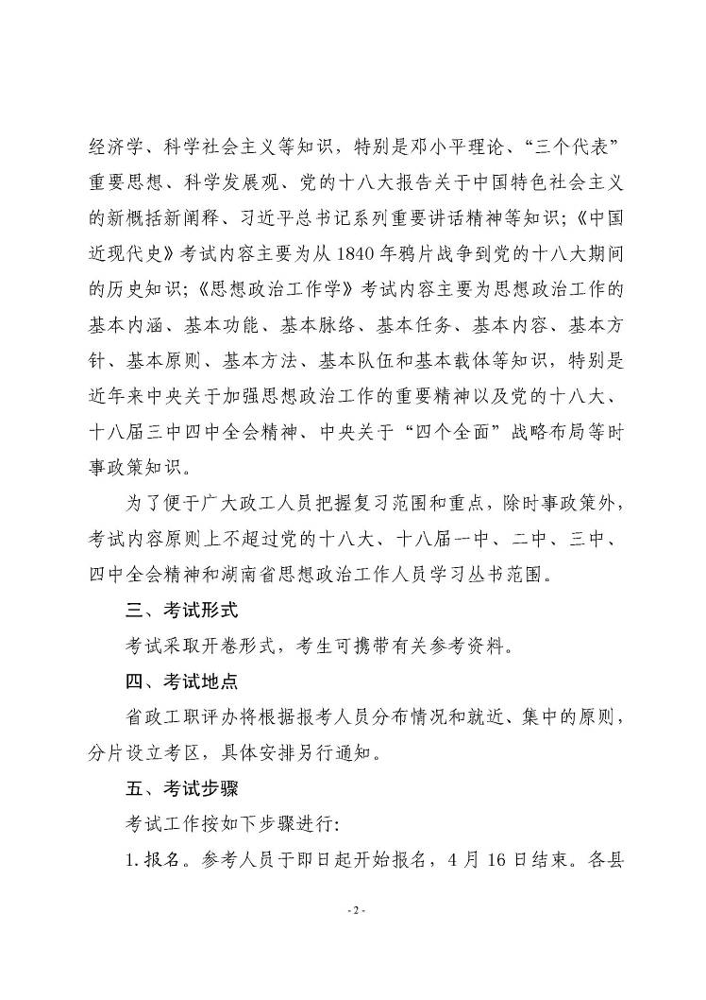 经济学、科学社会主义等知识，特别是邓小平理论、“三个代表”
重要思想、科学发展观、党的十八大报告关于中国特色社会主义
的新概括新阐释、习近平总书记系列重要讲话精神等知识；《中国
近现代史》考试内容主要为从 1840 年鸦片战争到党的十八大期间
的历史知识；《思想政治工作学》考试内容主要为思想政治工作的
基本内涵、基本功能、基本脉络、基本任务、基本内容、基本方
针、基本原则、基本方法、基本队伍和基本载体等知识，特别是
近年来中央关于加强思想政治工作的重要精神以及党的十八大、
十八届三中四中全会精神、中央关于“四个全面”战略布局等时
事政策知识。
为了便于广大政工人员把握复习范围和重点，除时事政策外，
考试内容原则上不超过党的十八大、十八届一中、二中、三中、
四中全会精神和湖南省思想政治工作人员学习丛书范围。
三、考试形式
考试采取开卷形式，考生可携带有关参考资料。
四、考试地点
省政工职评办将根据报考人员分布情况和就近、集中的原则，
分片设立考区，具体安排另行通知。
五、考试步骤
考试工作按如下步骤进行：
1. 报名。参考人员于即日起开始报名，4 月 16 日结束。各县
- 2 -